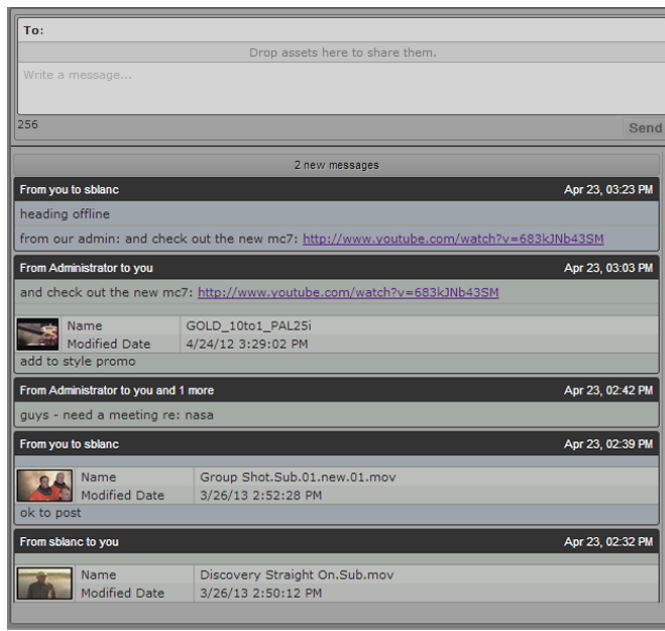 To:
Drop assets here to share them.
Write a message...
256
Send
2 new messages
From you to sblanc Apr 23, 03:23 PM
heading offline
from our admin: and check out the new mc7: http://www.youtube.com/watch?v=683kJNb43SM
From Administrator to you Apr 23, 03:03 PM
and check out the new mc7: http://www.youtube.com/watch?v=683kJNb43SM
Name GOLD_10to1_PAL25i
Modified Date 4/24/12 3:29:02 PM
add to style promo
From Administrator to you and 1 more Apr 23, 02:42 PM
guys - need a meeting re: nasa
From you to sblanc Apr 23, 02:39 PM
Name Group Shot.Sub.01.new.01.mov
Modified Date 3/26/13 2:52:28 PM
ok to post
From sblanc to you Apr 23, 02:32 PM
Name Discovery Straight On.Sub.mov
Modified Date 3/26/13 2:50:12 PM